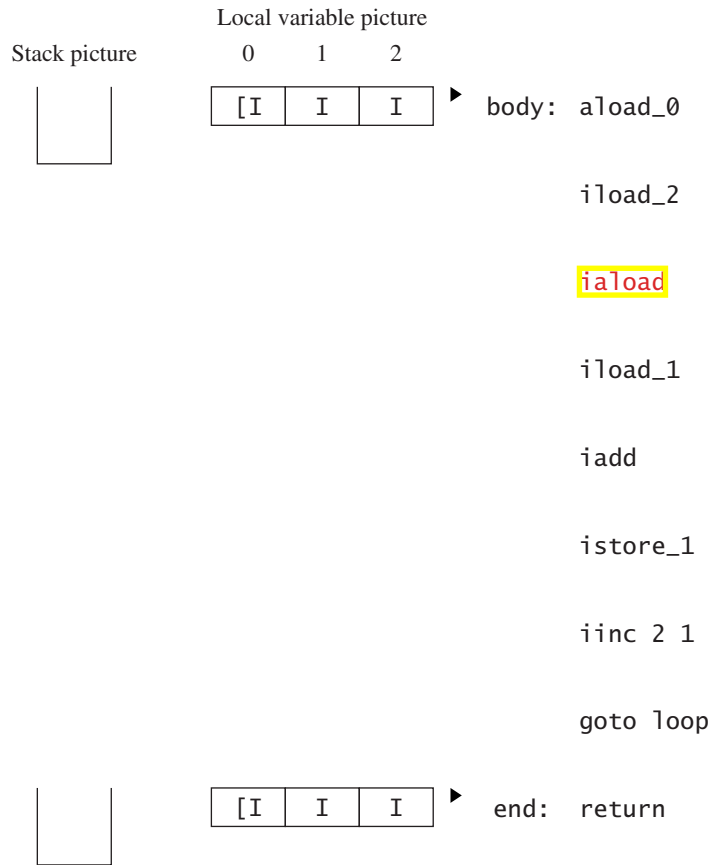 Local variable picture
Stack picture 0 1 2
[I I I body: aload_0
iload_2
iaload
iload_1
iadd
istore_1
iinc 2 1
goto loop
[I I I end: return